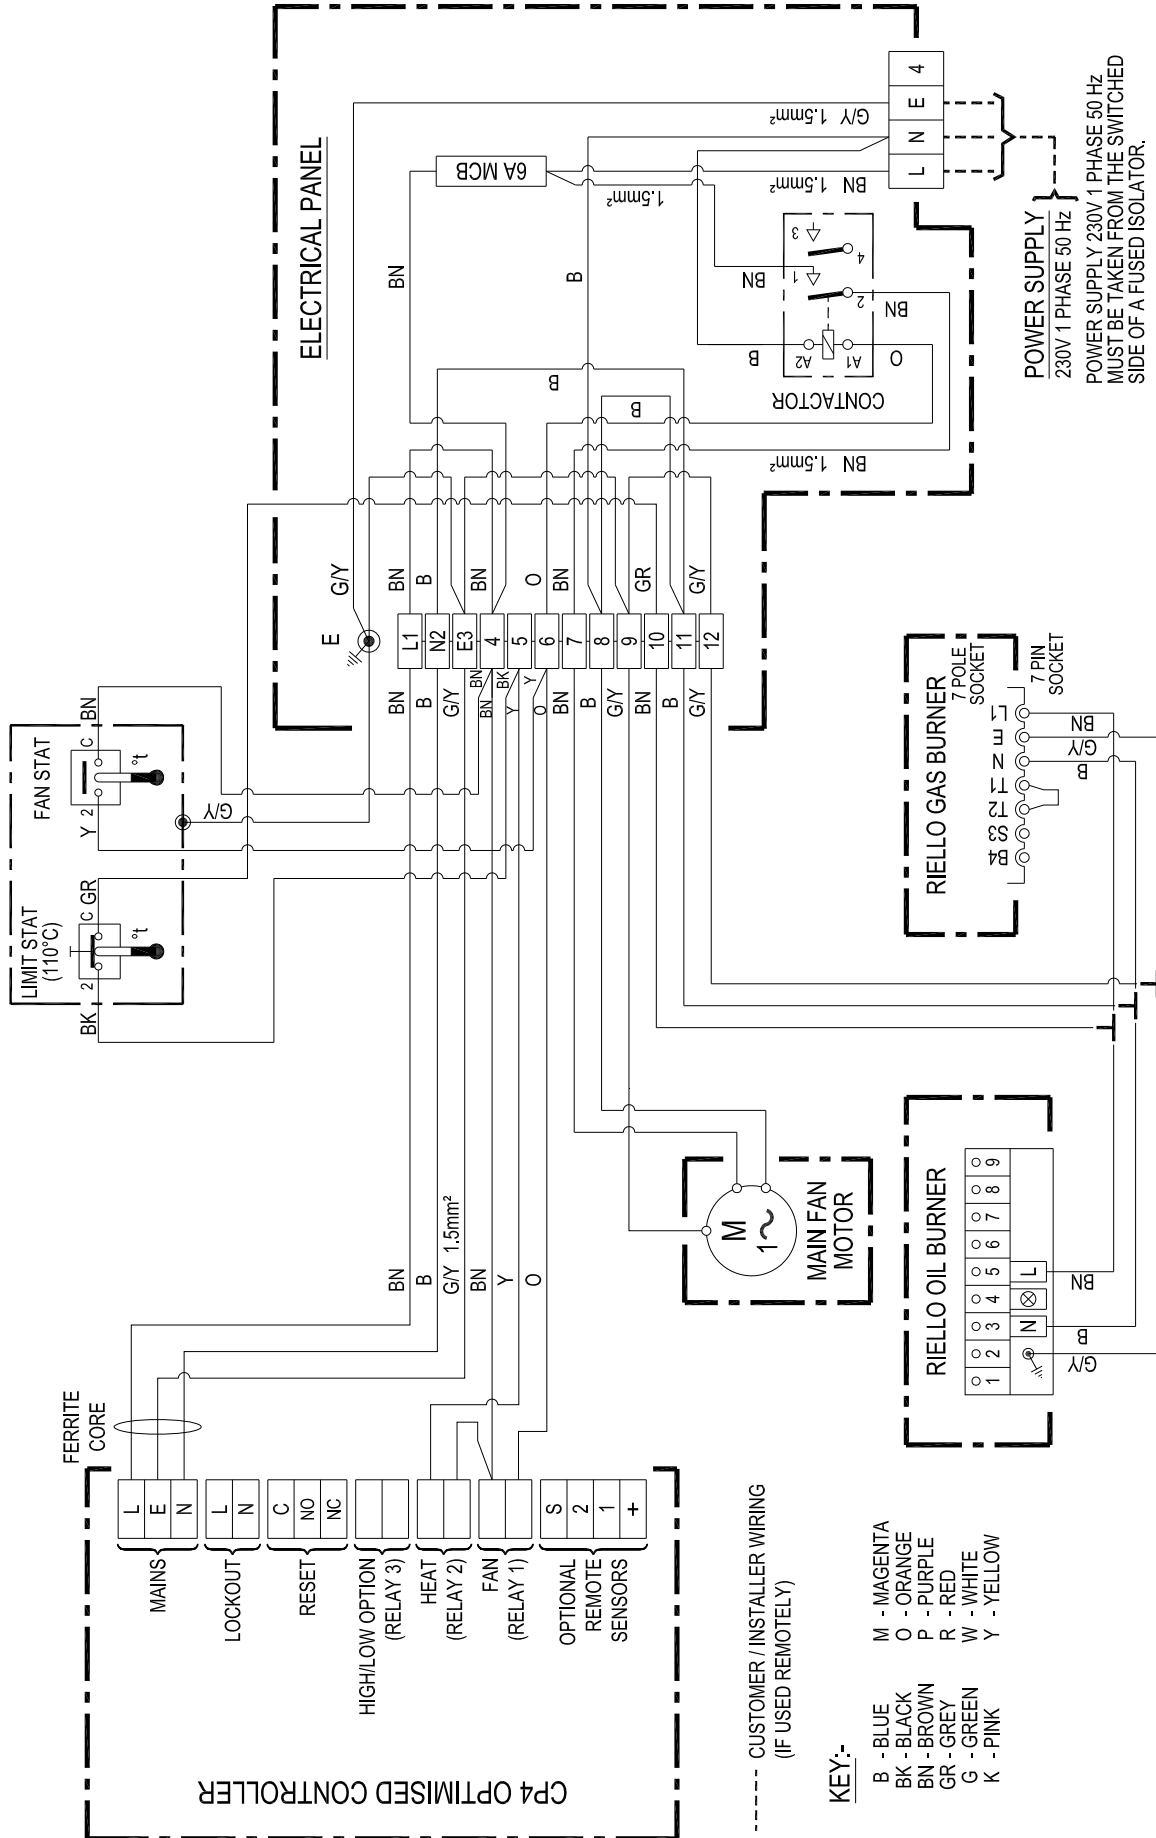 ELECTRICAL PANEL
6A MCB
BN
1.5mm²
G/Y 1.5mm²
BN 1.5mm²
4
E
N
L
B
BN
BN
B
O
3
4
1
2
A2
A1
CONTACTOR
B
B
BN 1.5mm²
POWER SUPPLY
230V 1 PHASE 50 Hz
POWER SUPPLY 230V 1 PHASE 50 Hz
MUST BE TAKEN FROM THE SWITCHED
SIDE OF A FUSED ISOLATOR.
E
G/Y
BN
B
BN
O
BN
GR
G/Y
L1
N2
E3
4
5
6
7
8
9
10
11
12
BN
B
G/Y
BN
BN
BK
Y
Y
O
BN
B
G/Y
BN
B
G/Y
FAN STAT
BN
C
2
Y
°t
G/Y
LIMIT STAT
(110°C)
GR
C
2
BK
°t
RIELLO GAS BURNER
7 POLE
SOCKET
7 PIN
SOCKET
L1
E
N
T1
T2
S3
B4
BN
G/Y
B
MAIN FAN
MOTOR
M
1~
RIELLO OIL BURNER
1
2
3
4
5
6
7
8
9
N
L
BN
B
G/Y
BN
B
G/Y 1.5mm²
BN
Y
O
FERRITE
CORE
CP4 OPTIMISED CONTROLLER
MAINS
L
E
N
LOCKOUT
L
N
RESET
C
NO
NC
HIGH/LOW OPTION
(RELAY 3)
HEAT
(RELAY 2)
FAN
(RELAY 1)
OPTIONAL
REMOTE
SENSORS
S
2
1
+
CUSTOMER / INSTALLER WIRING
(IF USED REMOTELY)
KEY:-
B - BLUE
BK - BLACK
BN - BROWN
GR - GREY
G - GREEN
K - PINK
M - MAGENTA
O - ORANGE
P - PURPLE
R - RED
W - WHITE
Y - YELLOW